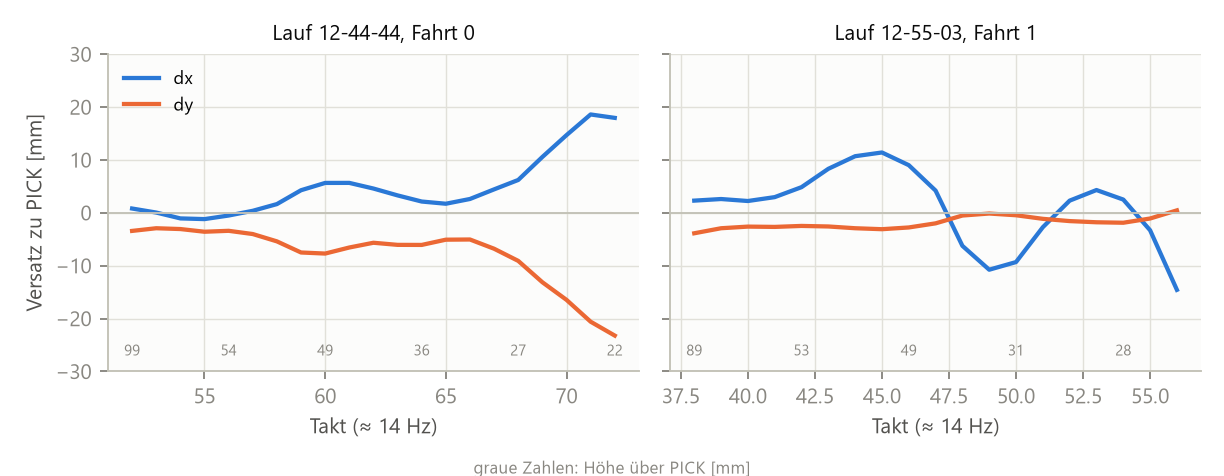 Lauf 12-44-44, Fahrt 0
Lauf 12-55-03, Fahrt 1
Versatz zu PICK [mm]
30
20
10
0
−10
−20
−30
dx
dy
99 54 49 36 27 22
89 53 49 31 28
55 60 65 70
37.5 40.0 42.5 45.0 47.5 50.0 52.5 55.0
Takt (≈ 14 Hz)
Takt (≈ 14 Hz)
graue Zahlen: Höhe über PICK [mm]